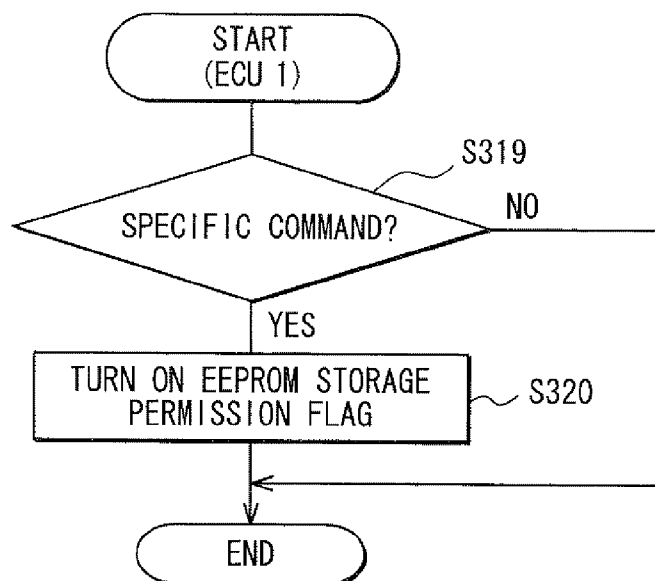 START
(ECU 1)
S319
SPECIFIC COMMAND?
NO
YES
TURN ON EEPROM STORAGE
PERMISSION FLAG
S320
END